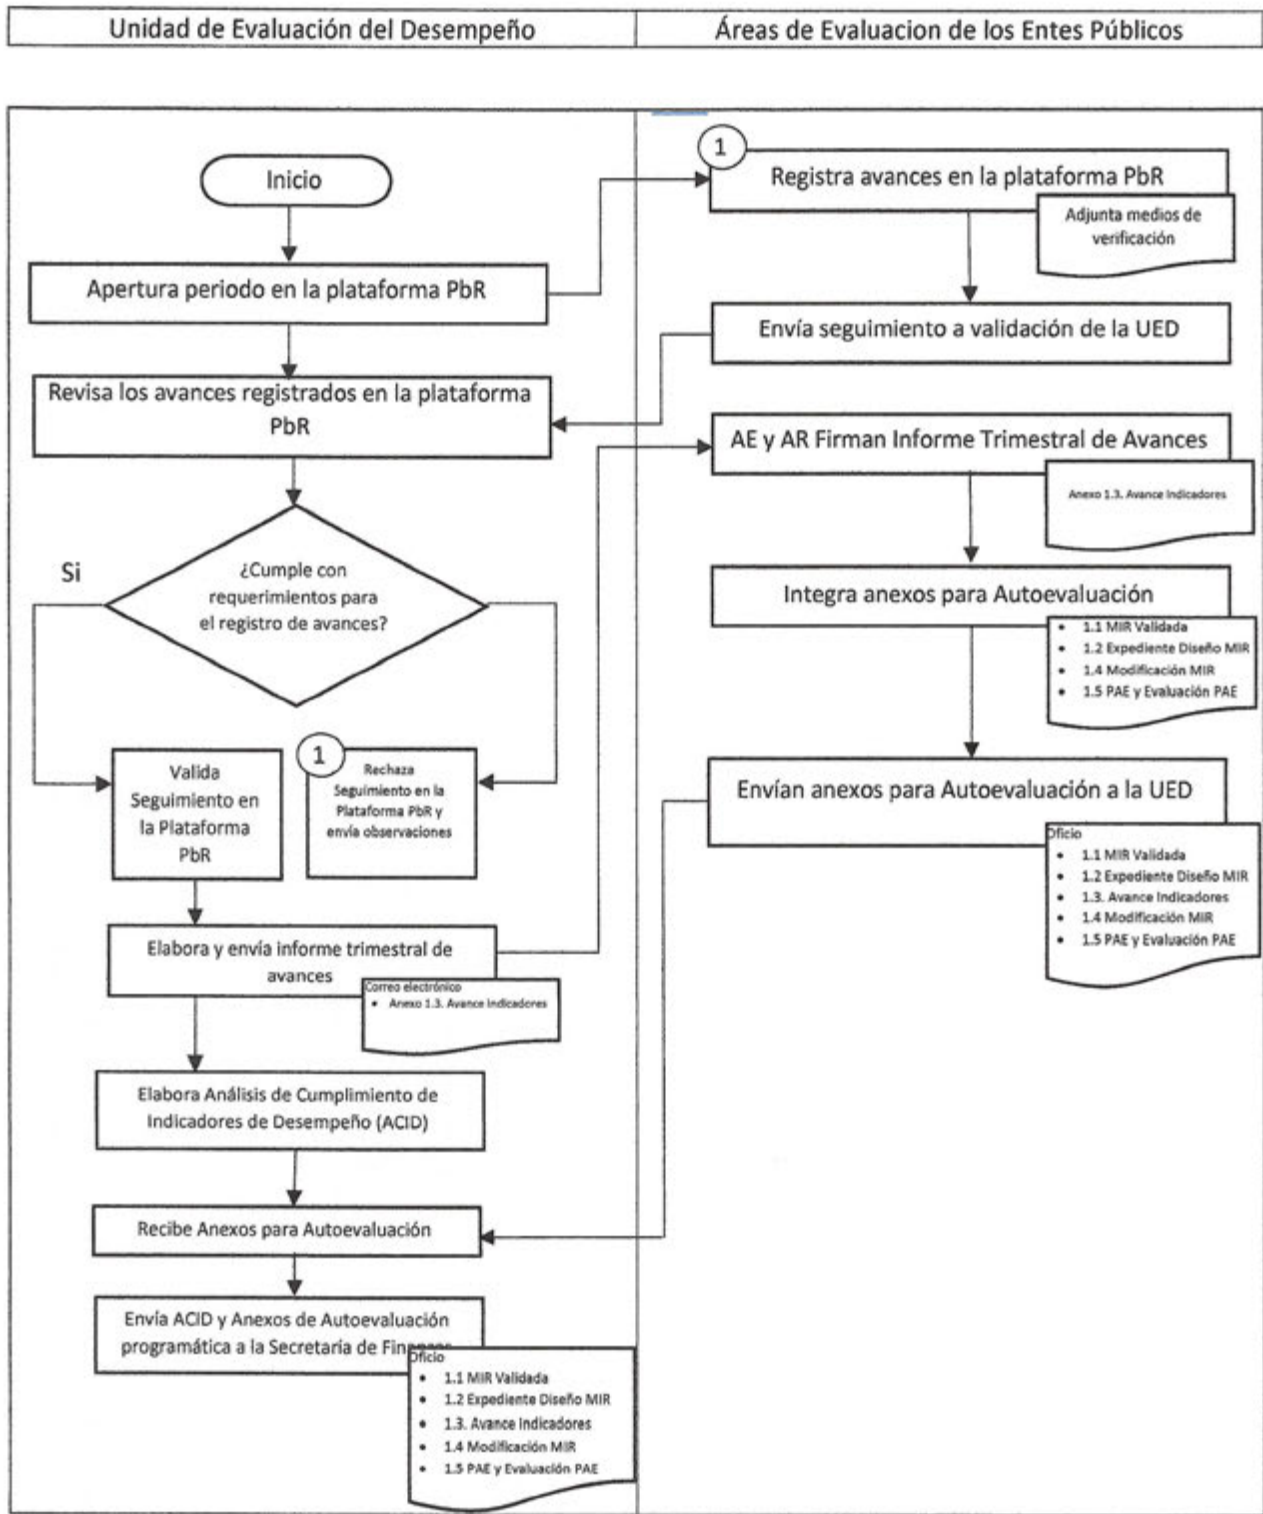 Unidad de Evaluación del Desempeño
Áreas de Evaluacion de los Entes Públicos
Inicio
Apertura periodo en la plataforma PbR
Revisa los avances registrados en la plataforma
PbR
¿Cumple con
requerimientos para
el registro de avances?
Si
Valida
Seguimiento en
la Plataforma
PbR
1
Rechaza
Seguimiento en la
Plataforma PbR y
envía observaciones
Elabora y envía informe trimestral de
avances
Correo electrónico
• Anexo 1.3. Avance Indicadores
Elabora Análisis de Cumplimiento de
Indicadores de Desempeño (ACID)
Recibe Anexos para Autoevaluación
Envía ACID y Anexos de Autoevaluación
programática a la Secretaría de
Oficio
• 1.1 MIR Validada
• 1.2 Expediente Diseño MIR
• 1.3. Avance Indicadores
• 1.4 Modificación MIR
• 1.5 PAE y Evaluación PAE
1
Registra avances en la plataforma PbR
Adjunta medios de
verificación
Envía seguimiento a validación de la UED
AE y AR Firman Informe Trimestral de Avances
Anexo 1.3. Avance Indicadores
Integra anexos para Autoevaluación
• 1.1 MIR Validada
• 1.2 Expediente Diseño MIR
• 1.4 Modificación MIR
• 1.5 PAE y Evaluación PAE
Envían anexos para Autoevaluación a la UED
Oficio
• 1.1 MIR Validada
• 1.2 Expediente Diseño MIR
• 1.3. Avance Indicadores
• 1.4 Modificación MIR
• 1.5 PAE y Evaluación PAE